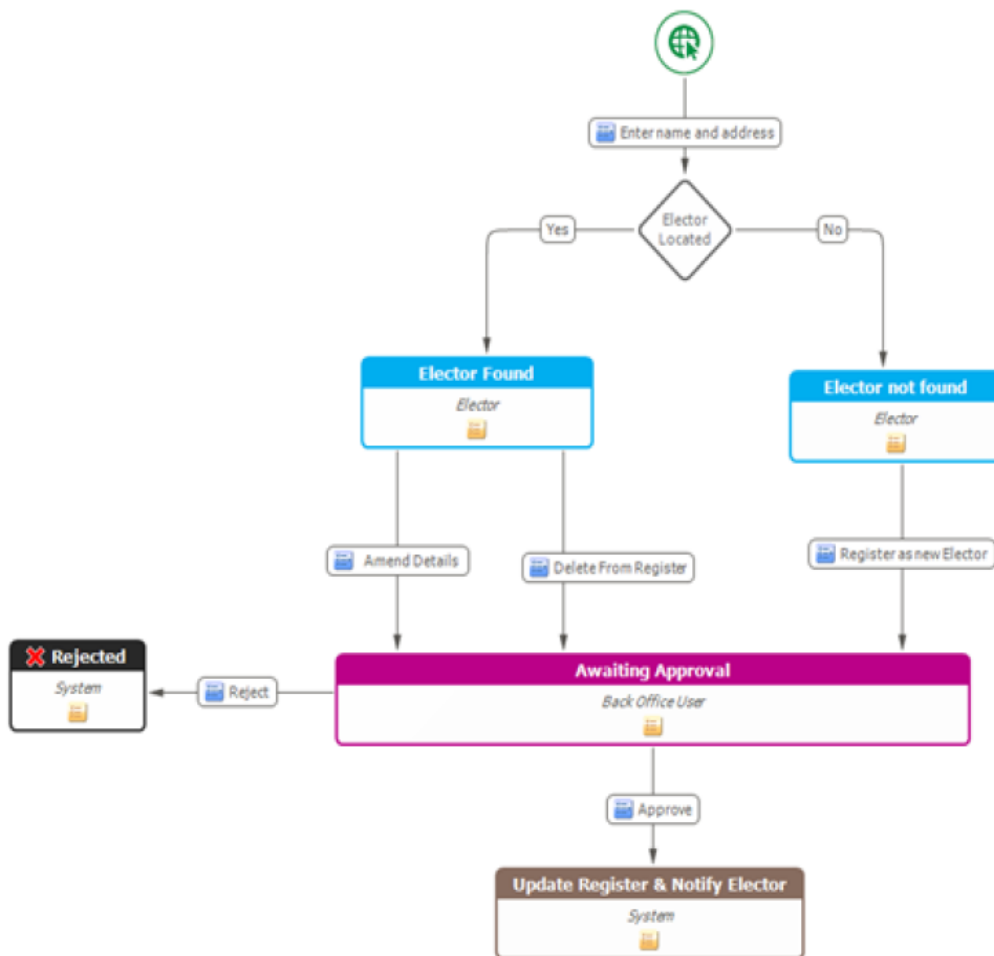 Enter name and address
Elector
Located
Yes
No
Elector Found
Elector
Elector not found
Elector
Amend Details
Delete From Register
Register as new Elector
Rejected
System
Reject
Awaiting Approval
Back Office User
Approve
Update Register & Notify Elector
System